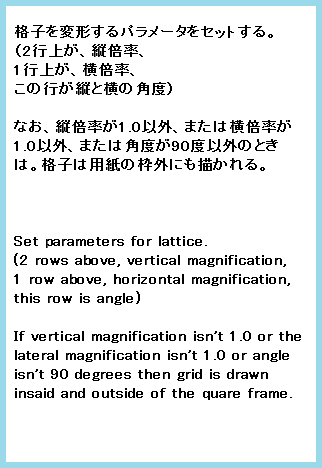 格子を変形するパラメータをセットする。
(2行上が、縦倍率、
1行上が、横倍率、
この行が縦と横の角度)
なお、縦倍率が1.0以外、または横倍率が
1.0以外、または角度が90度以外のとき
は。格子は用紙の枠外にも描かれる。
Set parameters for lattice.
(2 rows above, vertical magnification,
1 row above, horizontal magnification,
this row is angle)
If vertical magnification isn't 1.0 or the
lateral magnification isn't 1.0 or angle
isn't 90 degrees then grid is drawn
insaid and outside of the quare frame.